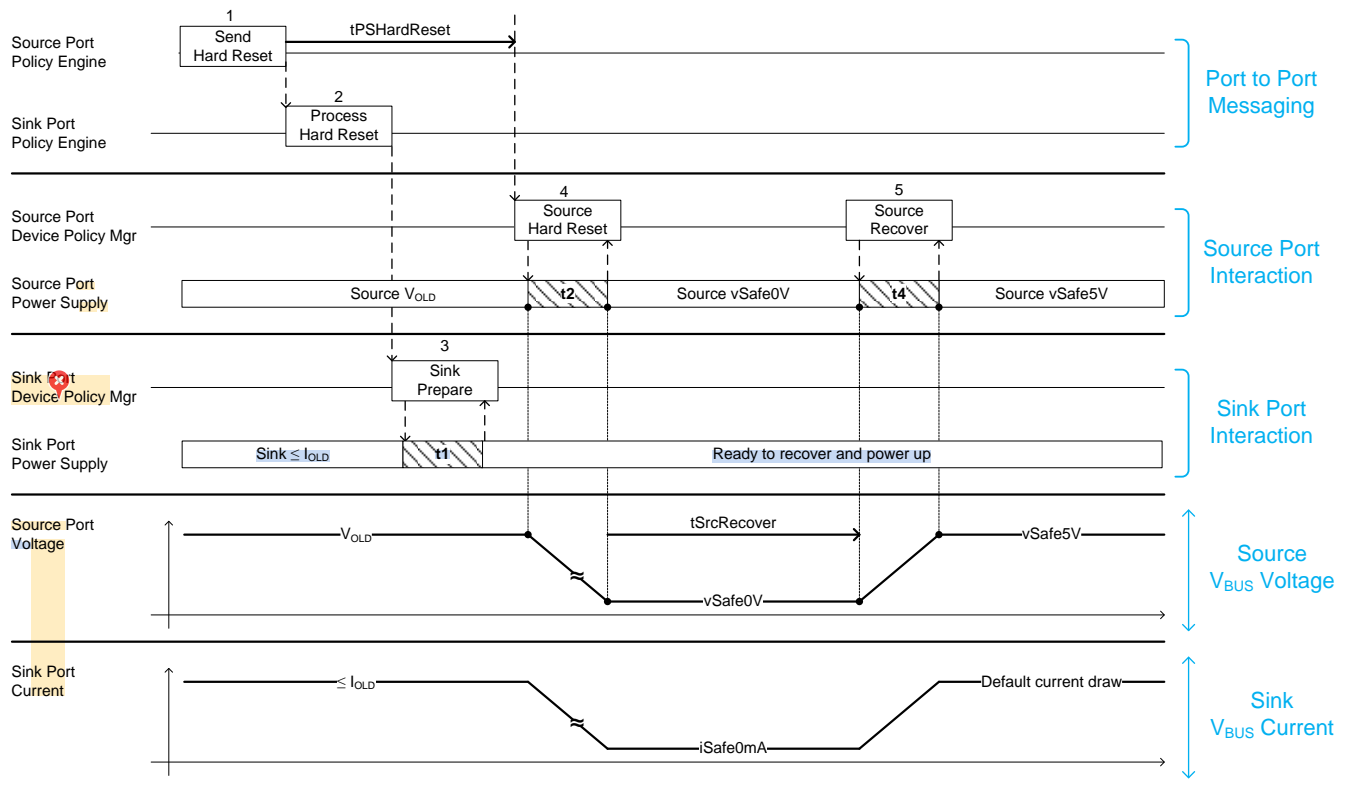 1
Send
Hard Reset
tPSHardReset
Source Port
Policy Engine
2
Process
Hard Reset
Sink Port
Policy Engine
Port to Port
Messaging
4
Source
Hard Reset
5
Source
Recover
Source Port
Device Policy Mgr
Source Port
Power Supply
Source VOLD
t2
Source vSafe0V
t4
Source vSafe5V
Source Port
Interaction
3
Sink
Prepare
Sink Port
Device Policy Mgr
Sink Port
Power Supply
Sink ≤ IOLD
t1
Ready to recover and power up
Sink Port
Interaction
Source Port
Voltage
VOLD
tSrcRecover
vSafe0V
vSafe5V
Source
VBUS Voltage
Sink Port
Current
≤ IOLD
iSafe0mA
Default current draw
Sink
VBUS Current